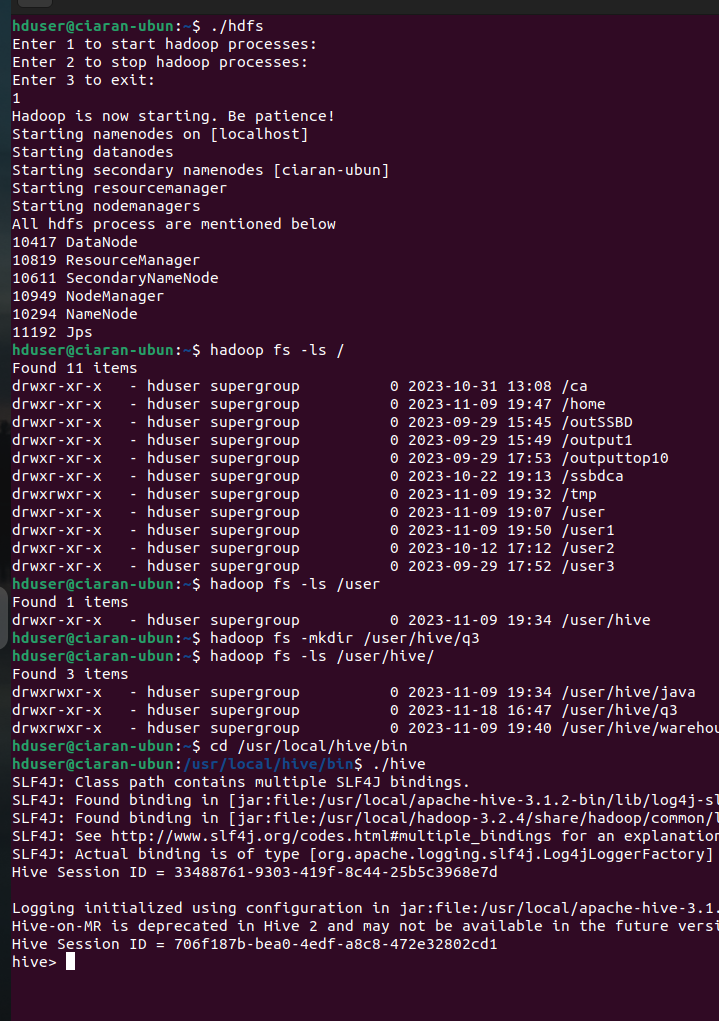 hduser@ciaran-ubun:~$ ./hdfs
Enter 1 to start hadoop processes:
Enter 2 to stop hadoop processes:
Enter 3 to exit:
1
Hadoop is now starting. Be patience!
Starting namenodes on [localhost]
Starting datanodes
Starting secondary namenodes [ciaran-ubun]
Starting resourcemanager
Starting nodemanagers
All hdfs process are mentioned below
10417 DataNode
10819 ResourceManager
10611 SecondaryNameNode
10949 NodeManager
10294 NameNode
11192 Jps
hduser@ciaran-ubun:~$ hadoop fs -ls /
Found 11 items
drwxr-xr-x   - hduser supergroup          0 2023-10-31 13:08 /ca
drwxr-xr-x   - hduser supergroup          0 2023-11-09 19:47 /home
drwxr-xr-x   - hduser supergroup          0 2023-09-29 15:45 /outSSBD
drwxr-xr-x   - hduser supergroup          0 2023-09-29 15:49 /output1
drwxr-xr-x   - hduser supergroup          0 2023-09-29 17:53 /outputtop10
drwxr-xr-x   - hduser supergroup          0 2023-10-22 19:13 /ssbdca
drwxrwxr-x   - hduser supergroup          0 2023-11-09 19:32 /tmp
drwxr-xr-x   - hduser supergroup          0 2023-11-09 19:07 /user
drwxr-xr-x   - hduser supergroup          0 2023-11-09 19:50 /user1
drwxr-xr-x   - hduser supergroup          0 2023-10-12 17:12 /user2
drwxr-xr-x   - hduser supergroup          0 2023-09-29 17:52 /user3
hduser@ciaran-ubun:~$ hadoop fs -ls /user
Found 1 items
drwxr-xr-x   - hduser supergroup          0 2023-11-09 19:34 /user/hive
hduser@ciaran-ubun:~$ hadoop fs -mkdir /user/hive/q3
hduser@ciaran-ubun:~$ hadoop fs -ls /user/hive/
Found 3 items
drwxrwxr-x   - hduser supergroup          0 2023-11-09 19:34 /user/hive/java
drwxr-xr-x   - hduser supergroup          0 2023-11-18 16:47 /user/hive/q3
drwxrwxr-x   - hduser supergroup          0 2023-11-09 19:40 /user/hive/wareho
hduser@ciaran-ubun:~$ cd /usr/local/hive/bin
hduser@ciaran-ubun:/usr/local/hive/bin$ ./hive
SLF4J: Class path contains multiple SLF4J bindings.
SLF4J: Found binding in [jar:file:/usr/local/apache-hive-3.1.2-bin/lib/log4j-sl
SLF4J: Found binding in [jar:file:/usr/local/hadoop-3.2.4/share/hadoop/common/l
SLF4J: See http://www.slf4j.org/codes.html#multiple_bindings for an explanation
SLF4J: Actual binding is of type [org.apache.logging.slf4j.Log4jLoggerFactory]
Hive Session ID = 33488761-9303-419f-8c44-25b5c3968e7d
Logging initialized using configuration in jar:file:/usr/local/apache-hive-3.1.
Hive-on-MR is deprecated in Hive 2 and may not be available in the future versi
Hive Session ID = 706f187b-bea0-4edf-a8c8-472e32802cd1
hive>